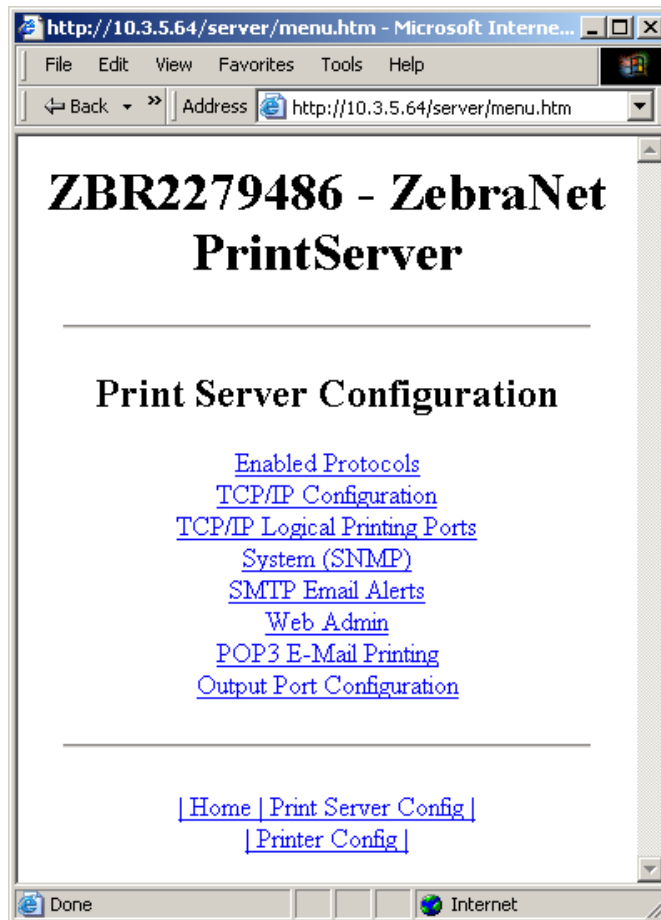 http://10.3.5.64/server/menu.htm - Microsoft Interne...
File Edit View Favorites Tools Help
Back » Address http://10.3.5.64/server/menu.htm
ZBR2279486 - ZebraNet
PrintServer
Print Server Configuration
Enabled Protocols
TCP/IP Configuration
TCP/IP Logical Printing Ports
System (SNMP)
SMTP Email Alerts
Web Admin
POP3 E-Mail Printing
Output Port Configuration
| Home | Print Server Config |
| Printer Config |
Done Internet